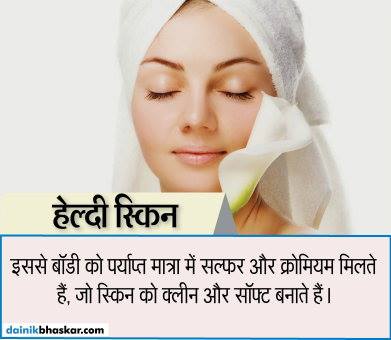 हेल्दी स्किन
इससे बॉडी को पर्याप्त मात्रा में सल्फर और क्रोमियम मिलते
हैं, जो स्किन को क्लीन और सॉफ्ट बनाते हैं।
dainikbhaskar.com